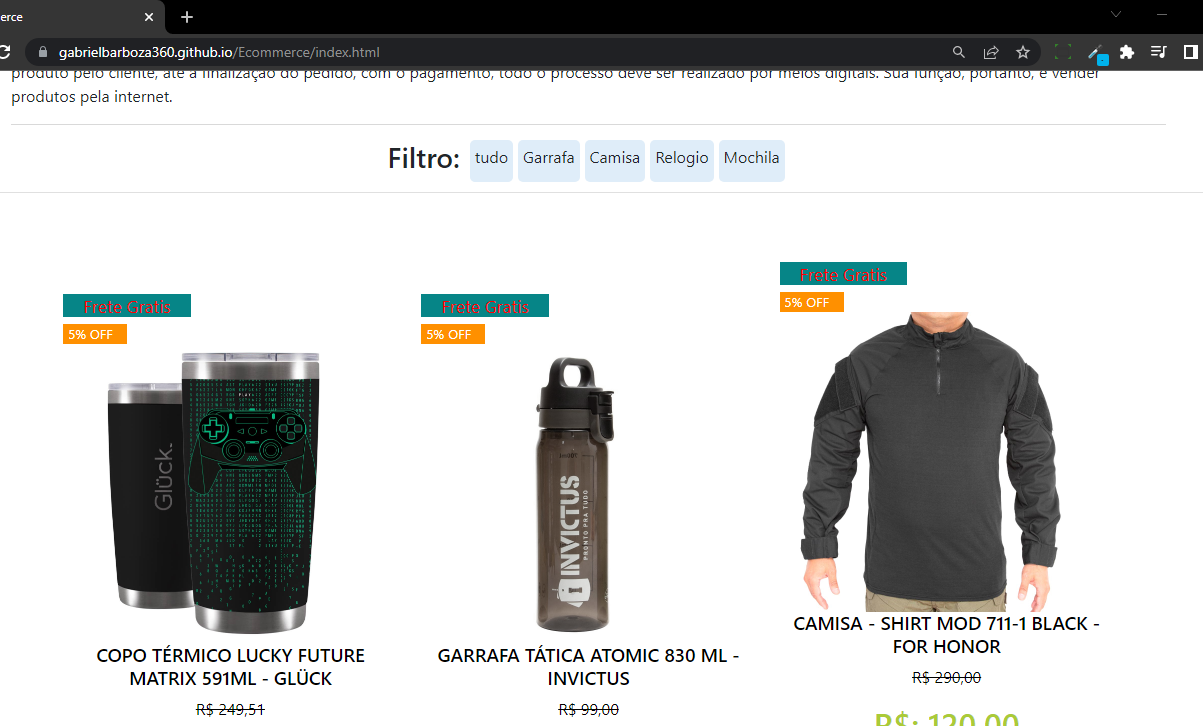 erce
gabrielbarboza360.github.io/Ecommerce/index.html
produto pelo cliente, até a finalização do pedido, com o pagamento, todo o processo deve ser realizado por meios digitais. Sua função, portanto, é vender
produtos pela internet.
Filtro: tudo Garrafa Camisa Relogio Mochila
Frete Gratis
5% OFF
Glück.
PLAY
COPO TÉRMICO LUCKY FUTURE
MATRIX 591ML - GLÜCK
R$ 249,51
Frete Gratis
5% OFF
INVICTUS
PRONTO PRA TUDO
GARRAFA TÁTICA ATOMIC 830 ML -
INVICTUS
R$ 99,00
Frete Gratis
5% OFF
CAMISA - SHIRT MOD 711-1 BLACK -
FOR HONOR
R$ 290,00
R$: 120,00